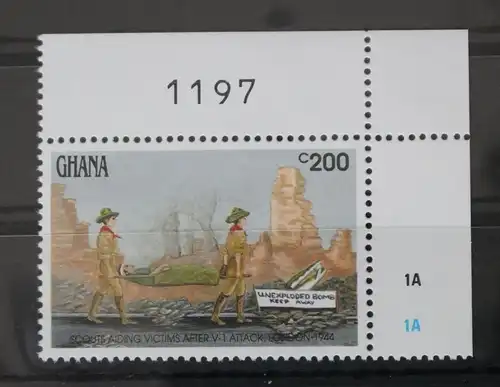 1197
GHANA
C200
UNEXPLODED BOMB
KEEP AWAY
SCOUTS AIDING VICTIMS AFTER V-1 ATTACK, LONDON-1944
1A
1A